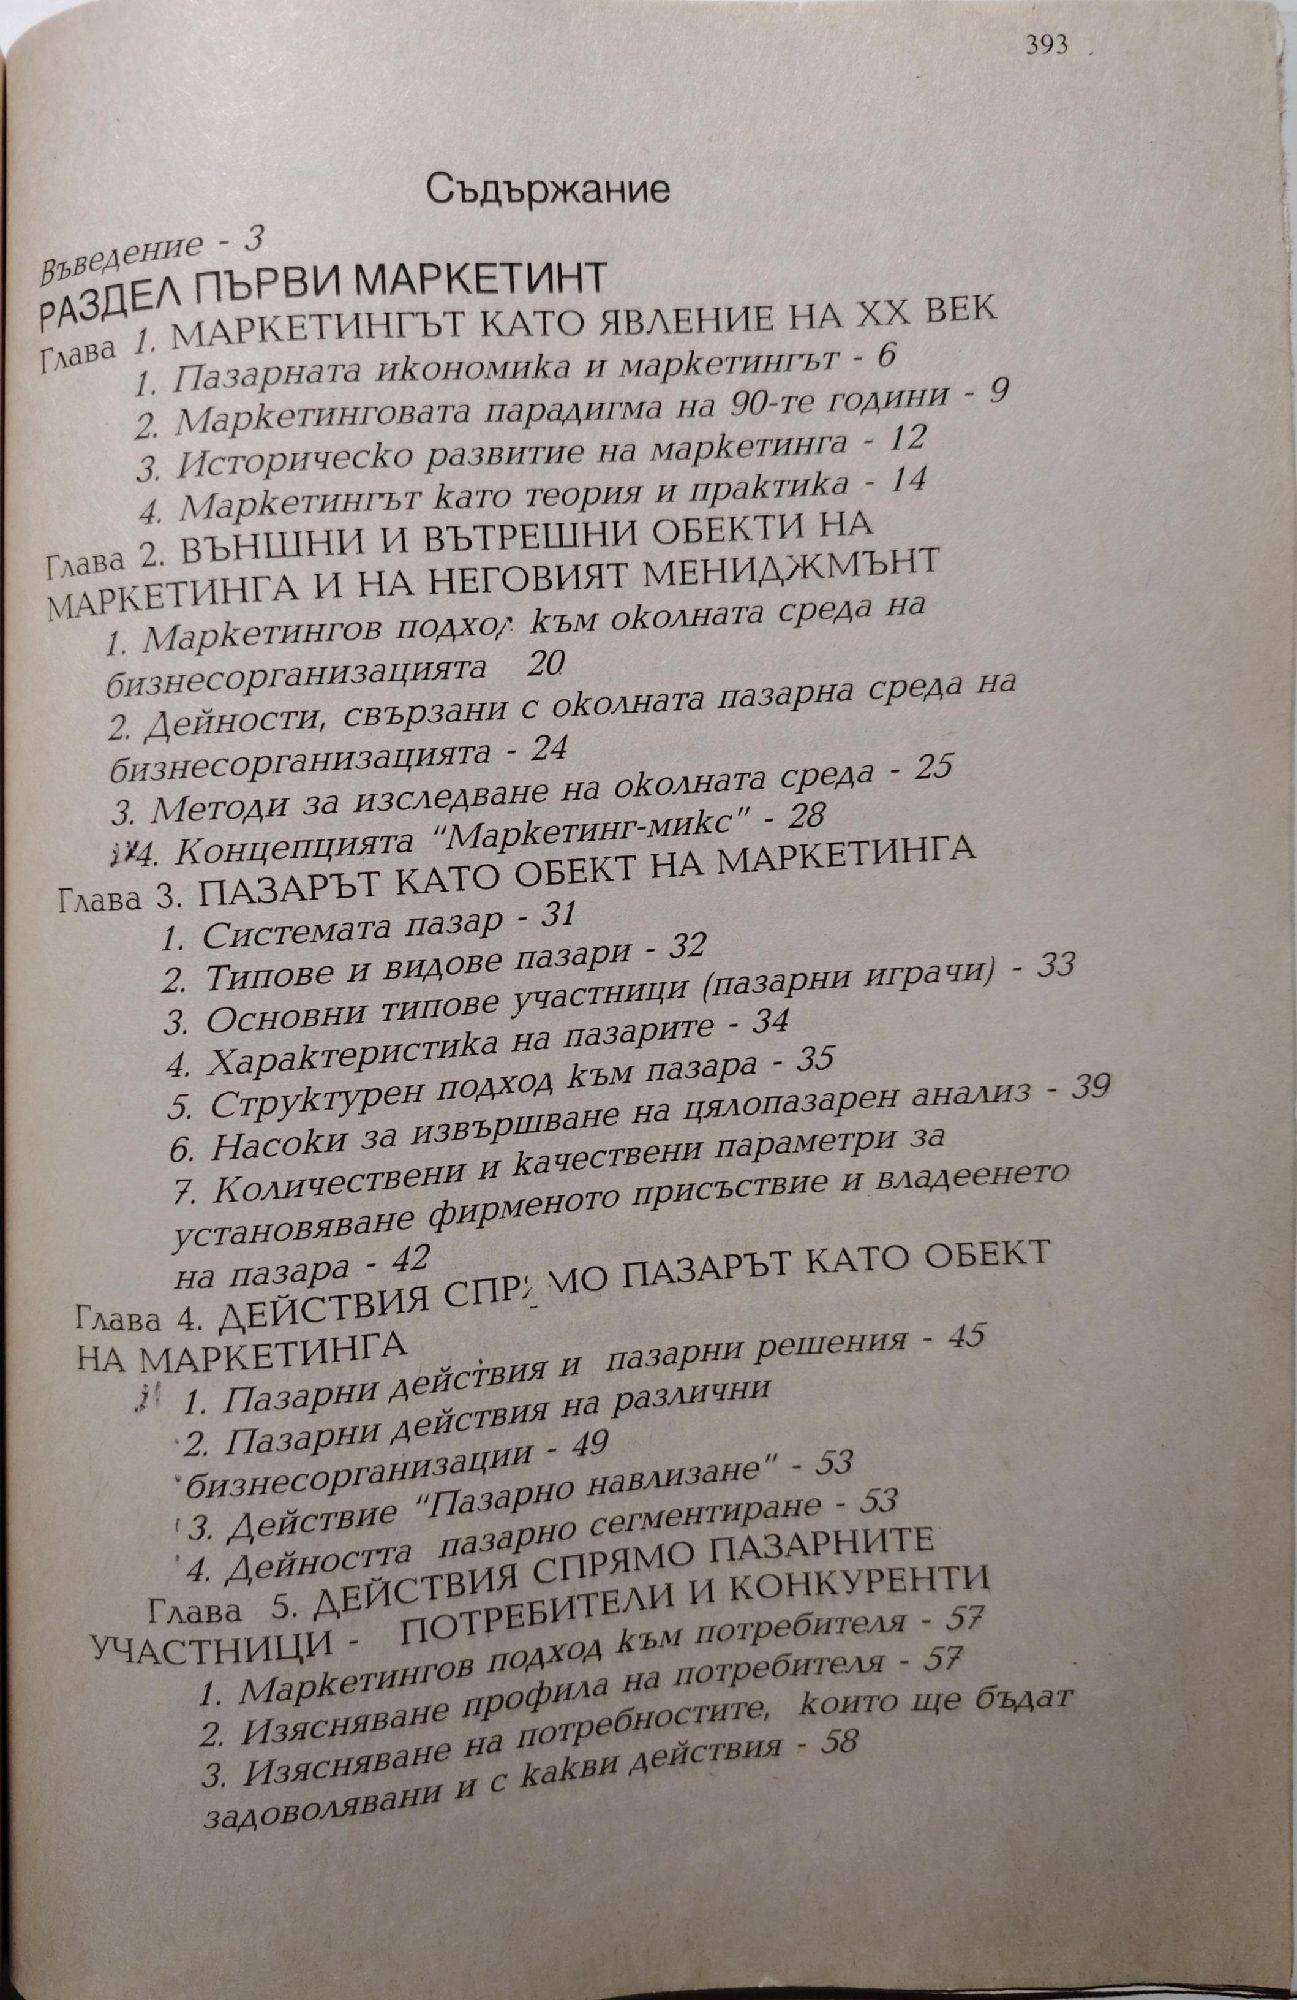 393
Съдържание
Въведение - 3
РАЗДЕЛ ПЪРВИ МАРКЕТИНТ
Глава 1. МАРКЕТИНГЪТ КАТО ЯВЛЕНИЕ НА XX ВЕК
1. Пазарната икономика и маркетингът - 6
2. Маркетинговата парадигма на 90-те години - 9
3. Историческо развитие на маркетинга - 12
4. Маркетингът като теория и практика - 14
Глава 2. ВЪНШНИ И ВЪТРЕШНИ ОБЕКТИ НА
МАРКЕТИНГА И НА НЕГОВИЯТ МЕНИДЖМЪНТ
1. Маркетингов подход към околната среда на
бизнесорганизацията 20
2. Дейности, свързани с околната пазарна среда на
бизнесорганизацията - 24
3. Методи за изследване на околната среда - 25
4. Концепцията "Маркетинг-микс" - 28
Глава 3. ПАЗАРЪТ КАТО ОБЕКТ НА МАРКЕТИНГА
1. Системата пазар - 31
2. Типове и видове пазари - 32
3. Основни типове участници (пазарни играчи) - 33
4. Характеристика на пазарите - 34
5. Структурен подход към пазара - 35
6. Насоки за извършване на цялопазарен анализ - 39
7. Количествени и качествени параметри за
установяване фирменото присъствие и владеенето
на пазара - 42
Глава 4. ДЕЙСТВИЯ СПРЯМО ПАЗАРЪТ КАТО ОБЕКТ
НА МАРКЕТИНГА
1. Пазарни действия и пазарни решения - 45
2. Пазарни действия на различни
бизнесорганизации - 49
3. Действие "Пазарно навлизане" - 53
4. Дейността пазарно сегментиране - 53
Глава 5. ДЕЙСТВИЯ СПРЯМО ПАЗАРНИТЕ
УЧАСТНИЦИ - ПОТРЕБИТЕЛИ И КОНКУРЕНТИ
1. Маркетингов подход към потребителя - 57
2. Изясняване профила на потребителя - 57
3. Изясняване на потребностите, които ще бъдат
задоволявани и с какви действия - 58